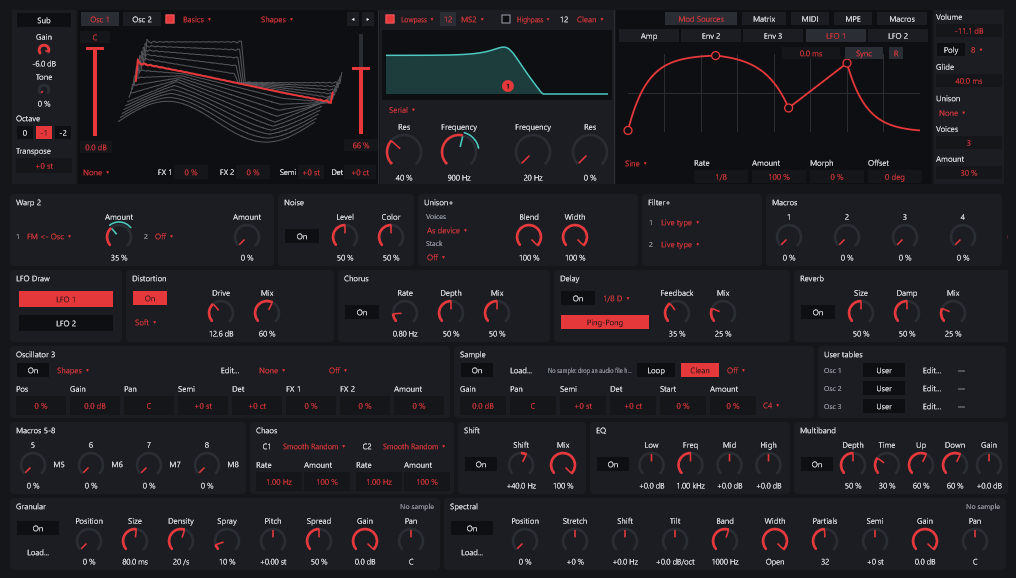 Sub
Gain
-6.0 dB
Tone
0 %
Octave
0 -1 -2
Transpose
+0 st
Osc 1 Osc 2 Basics Shapes
C
0.0 dB
66 %
None FX 1 0 % FX 2 0 % Semi +0 st Det +0 ct
Lowpass 12 MS2 Highpass 12 Clean
1
Serial
Res Frequency Frequency Res
40 % 900 Hz 20 Hz 0 %
Mod Sources Matrix MIDI MPE Macros
Amp Env 2 Env 3 LFO 1 LFO 2
0.0 ms Sync R
Sine
Rate Amount Morph Offset
1/8 100 % 0 % 0 deg
Volume
-11.1 dB
Poly 8
Glide
40.0 ms
Unison
None
Voices
3
Amount
30 %
Warp 2
Amount Amount
1 FM <- Osc 2 Off
35 % 0 %
Noise
Level Color
On
50 % 50 %
Unison+
Voices
As device
Stack
Off
Blend Width
100 % 100 %
Filter+
1 Live type
2 Live type
Macros
1 2 3 4
0 % 0 % 0 % 0 %
LFO Draw
LFO 1
LFO 2
Distortion
On
Soft
Drive Mix
12.6 dB 60 %
Chorus
On
Rate Depth Mix
0.80 Hz 50 % 50 %
Delay
On 1/8 D
Ping-Pong
Feedback Mix
35 % 25 %
Reverb
On
Size Damp Mix
50 % 50 % 25 %
Oscillator 3
On Shapes Edit... None Off
Pos Gain Pan Semi Det FX 1 FX 2 Amount
0 % 0.0 dB C +0 st +0 ct 0 % 0 % 0 %
Sample
On Load... No sample: drop an audio file h... Loop Clean Off
Gain Pan Semi Det Start Amount
0.0 dB C +0 st +0 ct 0 % 0 % C4
User tables
Osc 1 User Edit... —
Osc 2 User Edit... —
Osc 3 User Edit... —
Macros 5-8
5 6 7 8
M5 M6 M7 M8
0 % 0 % 0 % 0 %
Chaos
C1 Smooth Random C2 Smooth Random
Rate Amount Rate Amount
1.00 Hz 100 % 1.00 Hz 100 %
Shift
On
Shift Mix
+40.0 Hz 100 %
EQ
On
Low Freq Mid High
+0.0 dB 1.00 kHz +0.0 dB +0.0 dB
Multiband
On
Depth Time Up Down Gain
50 % 30 % 60 % 60 % +0.0 dB
Granular No sample
On
Load...
Position Size Density Spray Pitch Spread Gain Pan
0 % 80.0 ms 20 /s 10 % +0.00 st 50 % 0.0 dB C
Spectral No sample
On
Load...
Position Stretch Shift Tilt Band Width Partials Semi Gain Pan
0 % +0 % +0.0 Hz +0.0 dB/oct 1000 Hz Open 32 +0 st 0.0 dB C